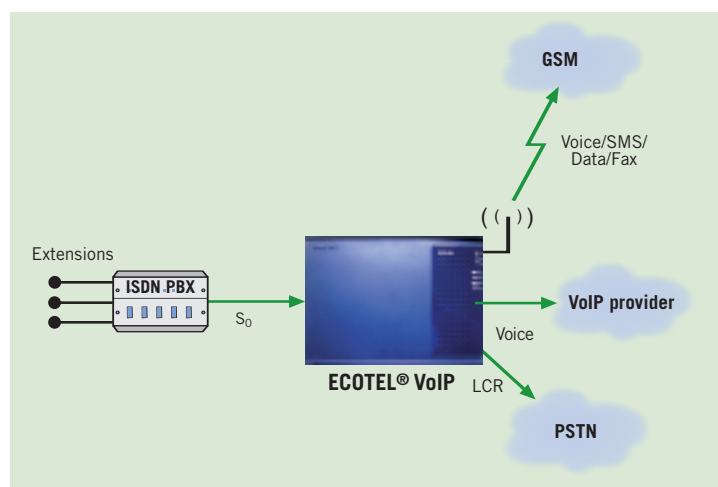 GSM
Voice/SMS/
Data/Fax
Extensions
ISDN PBX
S₀
VoIP provider
Voice
ECOTEL® VoIP
LCR
PSTN